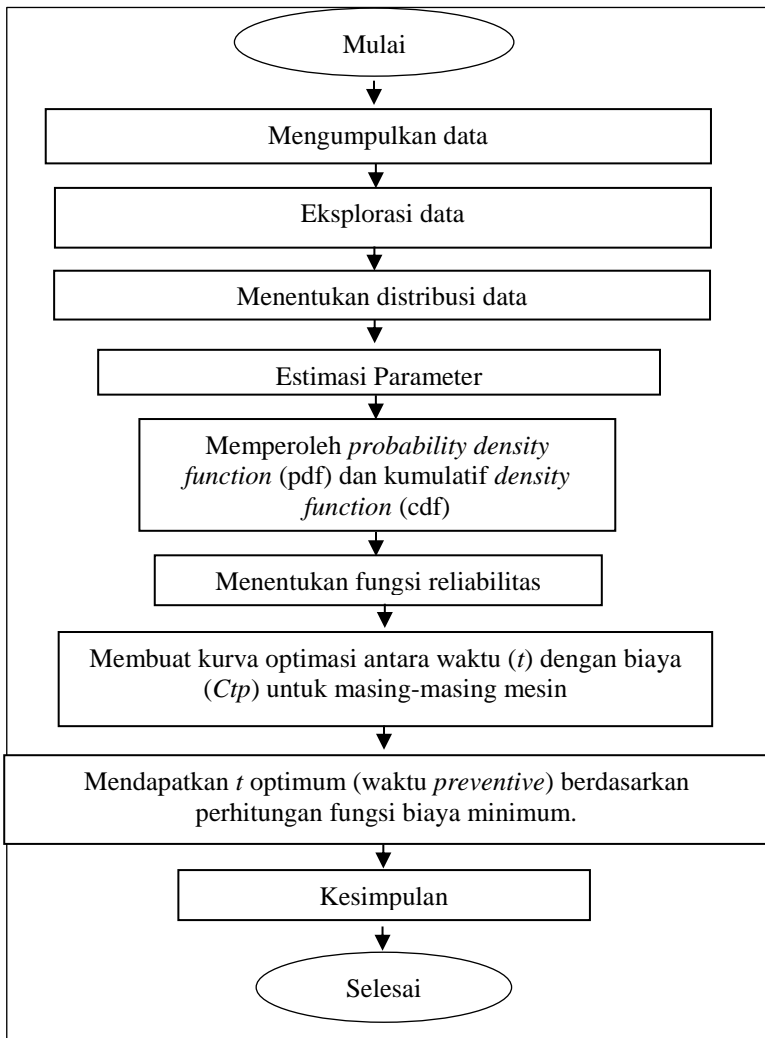 Mulai
Mengumpulkan data
Eksplorasi data
Menentukan distribusi data
Estimasi Parameter
Memperoleh probability density
function (pdf) dan kumulatif density
function (cdf)
Menentukan fungsi reliabilitas
Membuat kurva optimasi antara waktu (t) dengan biaya
(Ctp) untuk masing-masing mesin
Mendapatkan t optimum (waktu preventive) berdasarkan
perhitungan fungsi biaya minimum.
Kesimpulan
Selesai